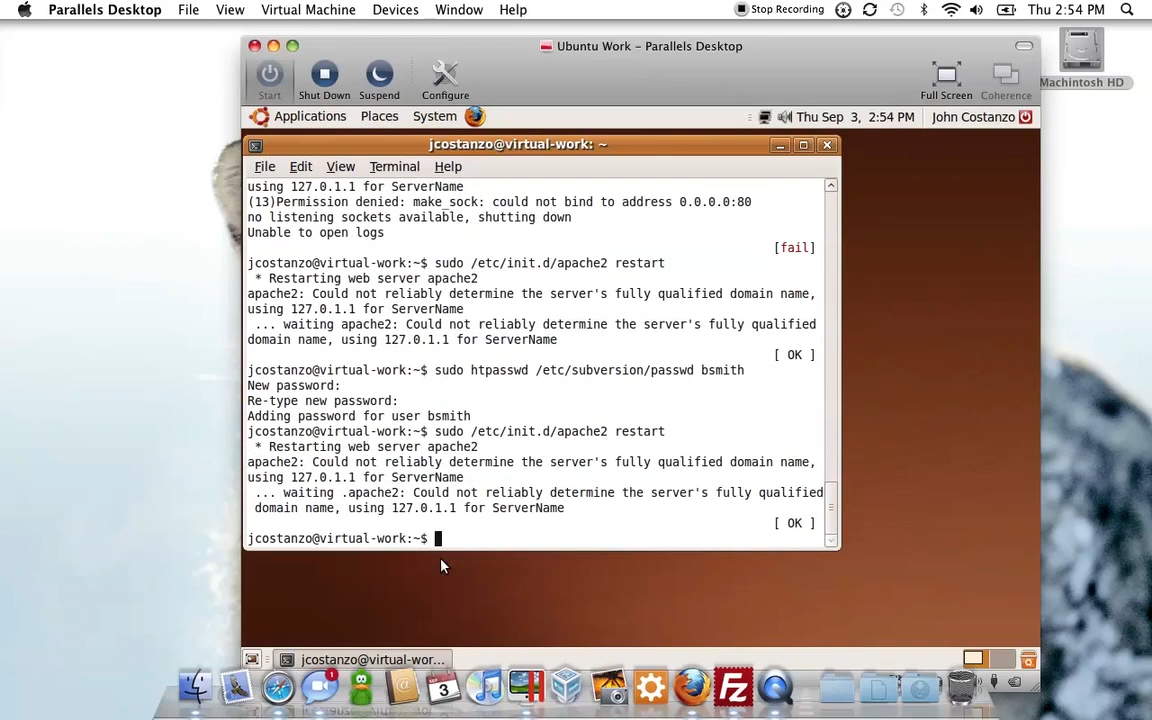 Parallels Desktop File View Virtual Machine Devices Window Help Stop Recording Thu 2:54 PM
Ubuntu Work – Parallels Desktop
Start Shut Down Suspend Configure Full Screen Coherence
Machintosh HD
Applications Places System Thu Sep 3, 2:54 PM John Costanzo
jcostanzo@virtual-work: ~
File Edit View Terminal Help
using 127.0.1.1 for ServerName
(13)Permission denied: make_sock: could not bind to address 0.0.0.0:80
no listening sockets available, shutting down
Unable to open logs
[fail]
jcostanzo@virtual-work:~$ sudo /etc/init.d/apache2 restart
* Restarting web server apache2
apache2: Could not reliably determine the server's fully qualified domain name,
using 127.0.1.1 for ServerName
... waiting apache2: Could not reliably determine the server's fully qualified
domain name, using 127.0.1.1 for ServerName
[ OK ]
jcostanzo@virtual-work:~$ sudo htpasswd /etc/subversion/passwd bsmith
New password:
Re-type new password:
Adding password for user bsmith
jcostanzo@virtual-work:~$ sudo /etc/init.d/apache2 restart
* Restarting web server apache2
apache2: Could not reliably determine the server's fully qualified domain name,
using 127.0.1.1 for ServerName
... waiting .apache2: Could not reliably determine the server's fully qualified
domain name, using 127.0.1.1 for ServerName
[ OK ]
jcostanzo@virtual-work:~$
jcostanzo@virtual-wor...
1
3
Fz